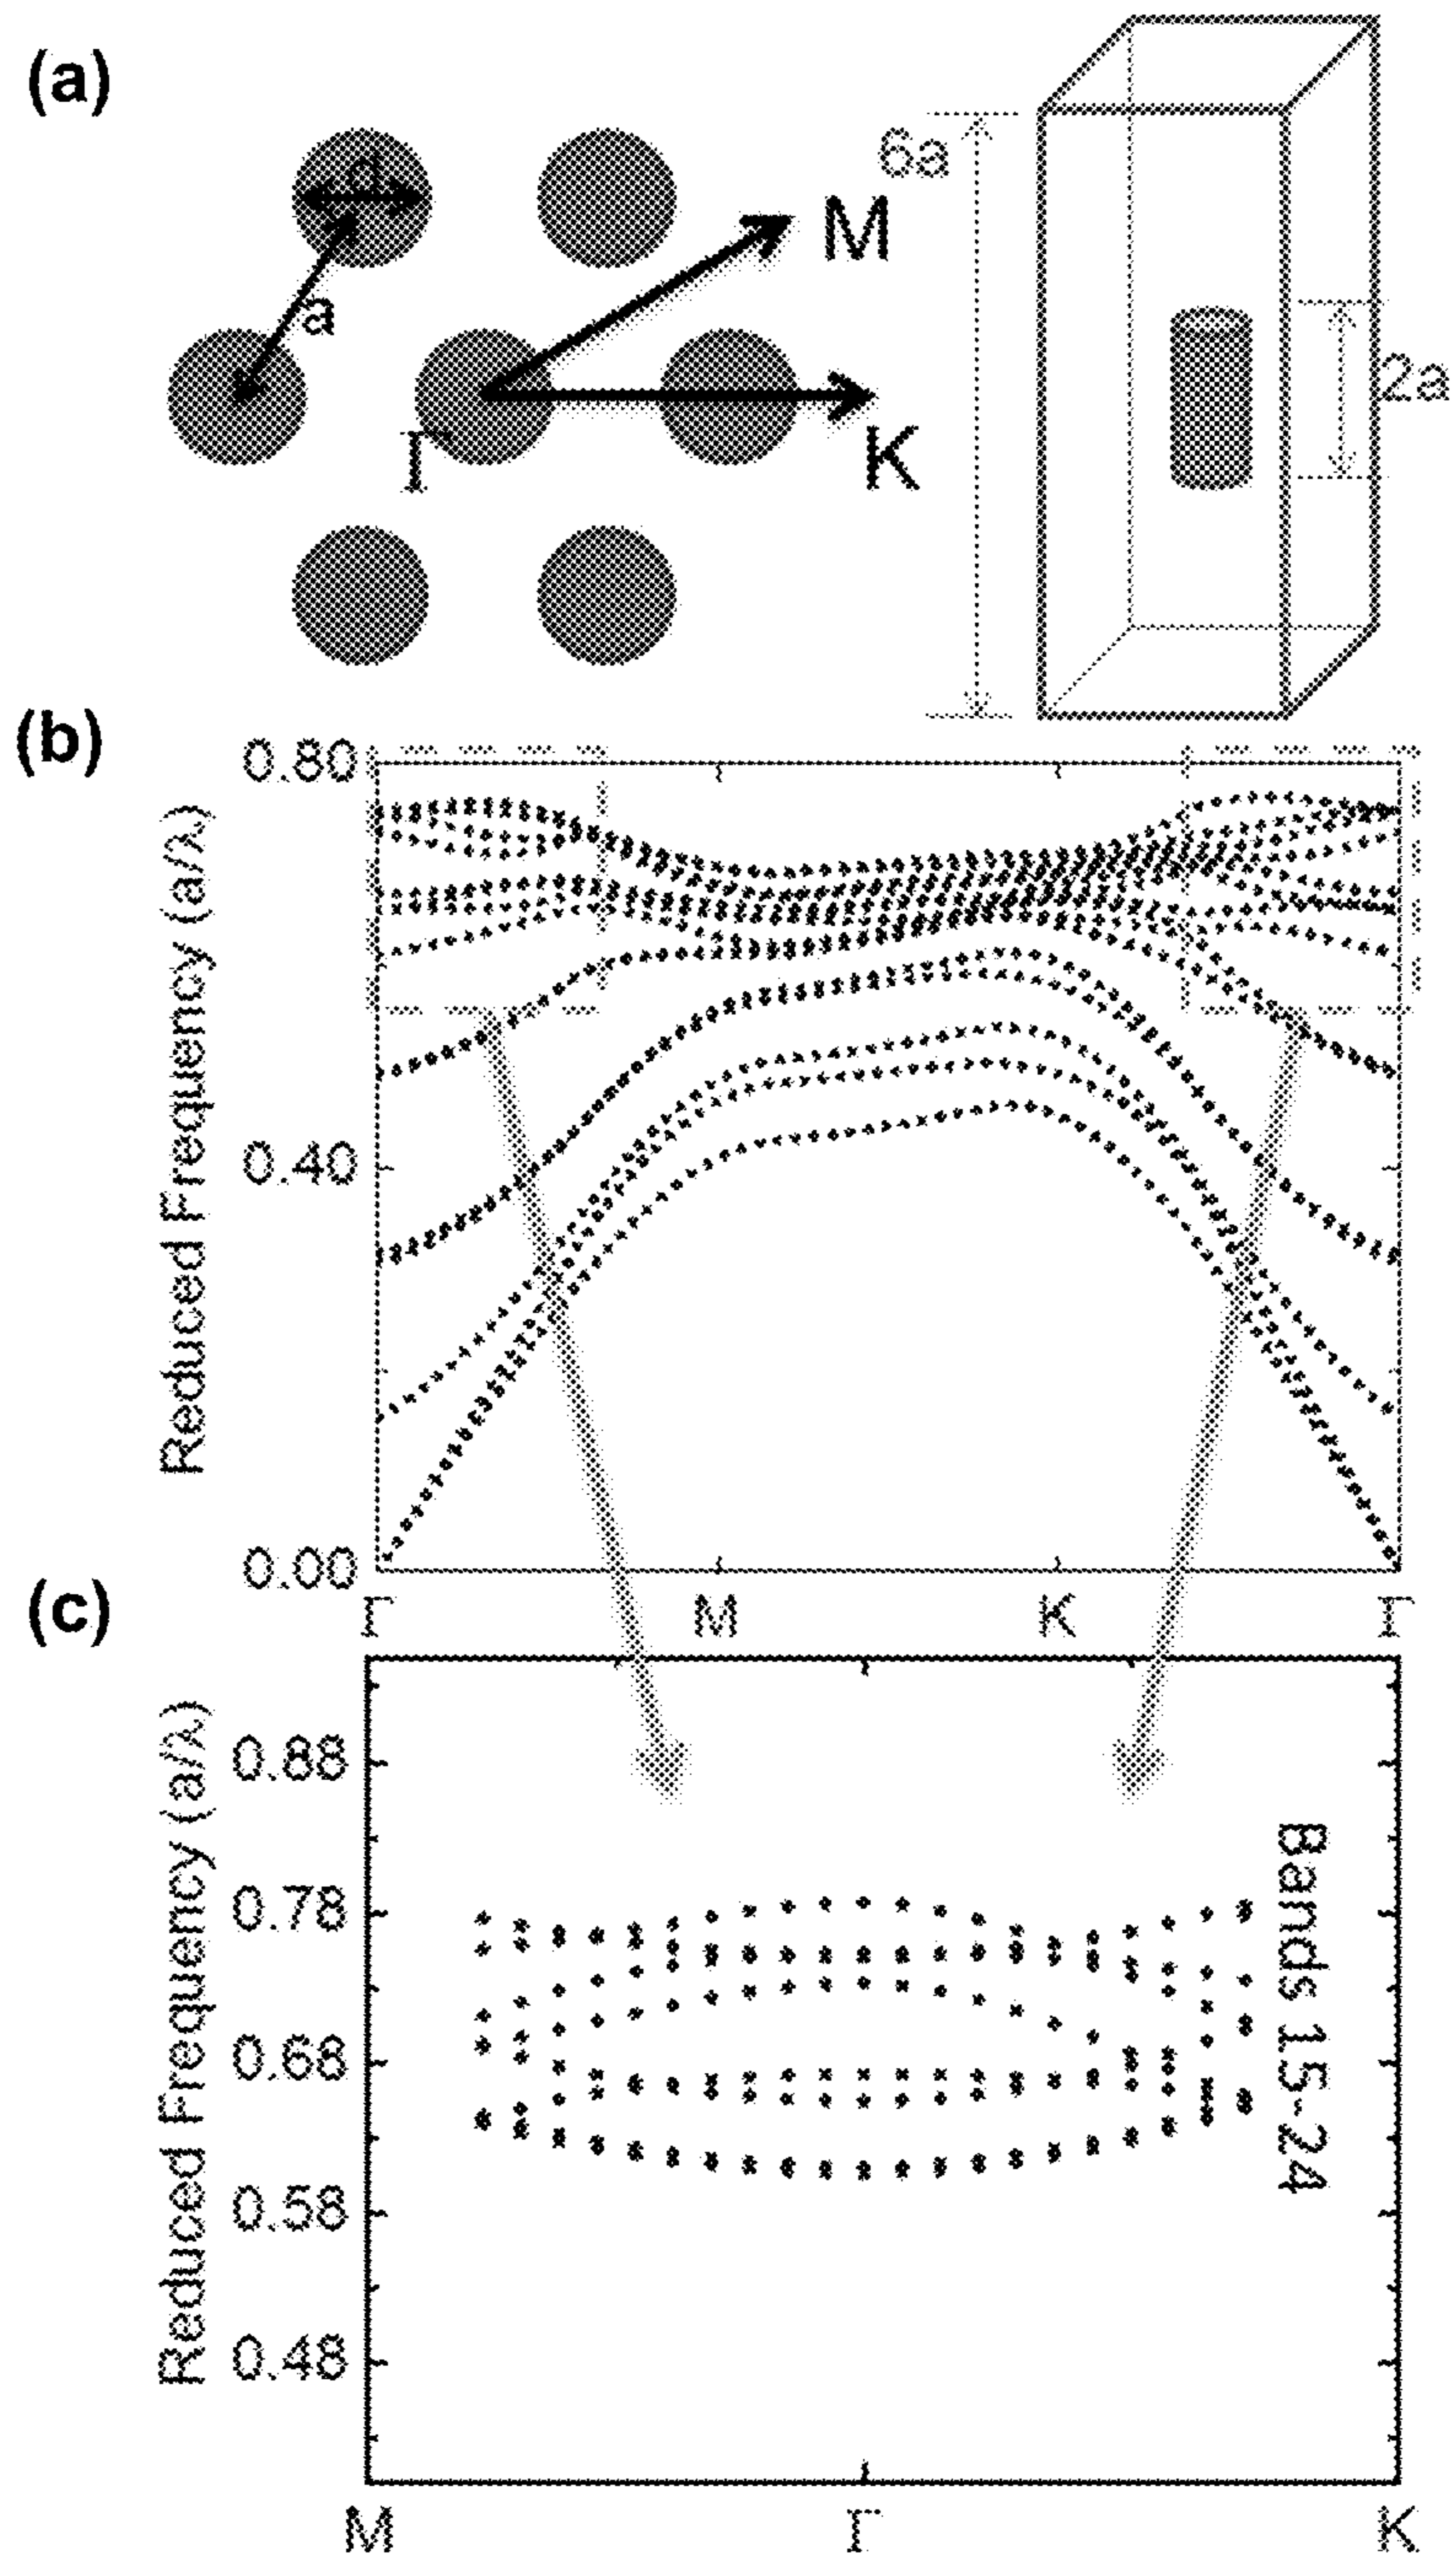 (a)
d
a
M
Γ
K
6a
2a
(b)
Reduced Frequency (a/λ)
0.80
0.40
0.00
Γ M K Γ
(c)
Reduced Frequency (a/λ)
0.88
0.78
0.68
0.58
0.48
Bands 15-24
M Γ K